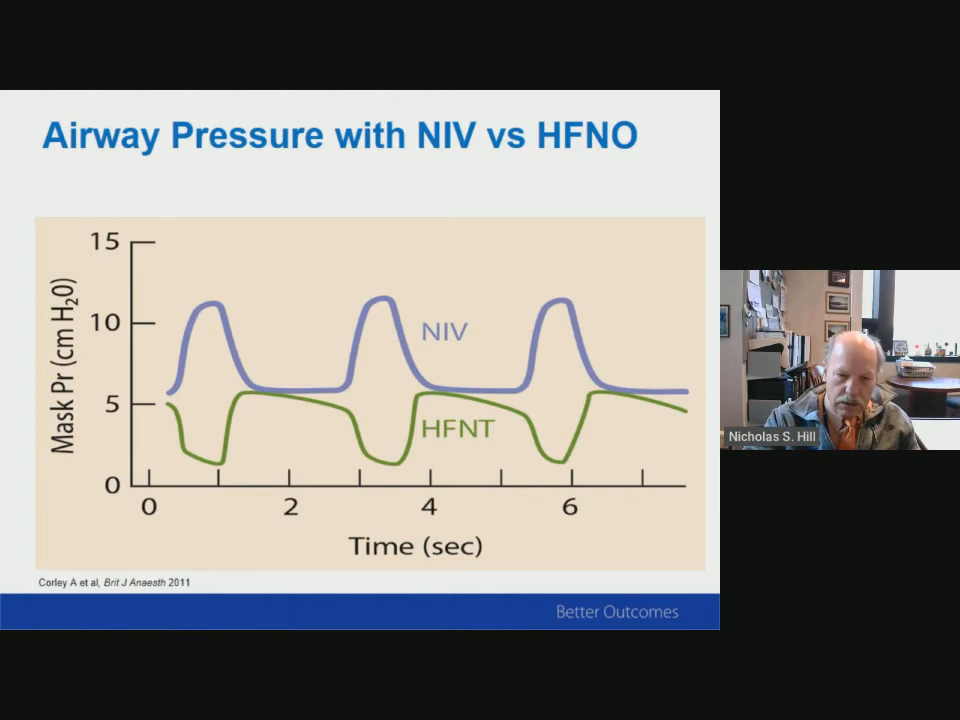 Airway Pressure with NIV vs HFNO
Mask Pr (cm H₂0)
15
10
5
0
NIV
HFNT
0 2 4 6
Time (sec)
Corley A et al, Brit J Anaesth 2011
Better Outcomes
Nicholas S. Hill